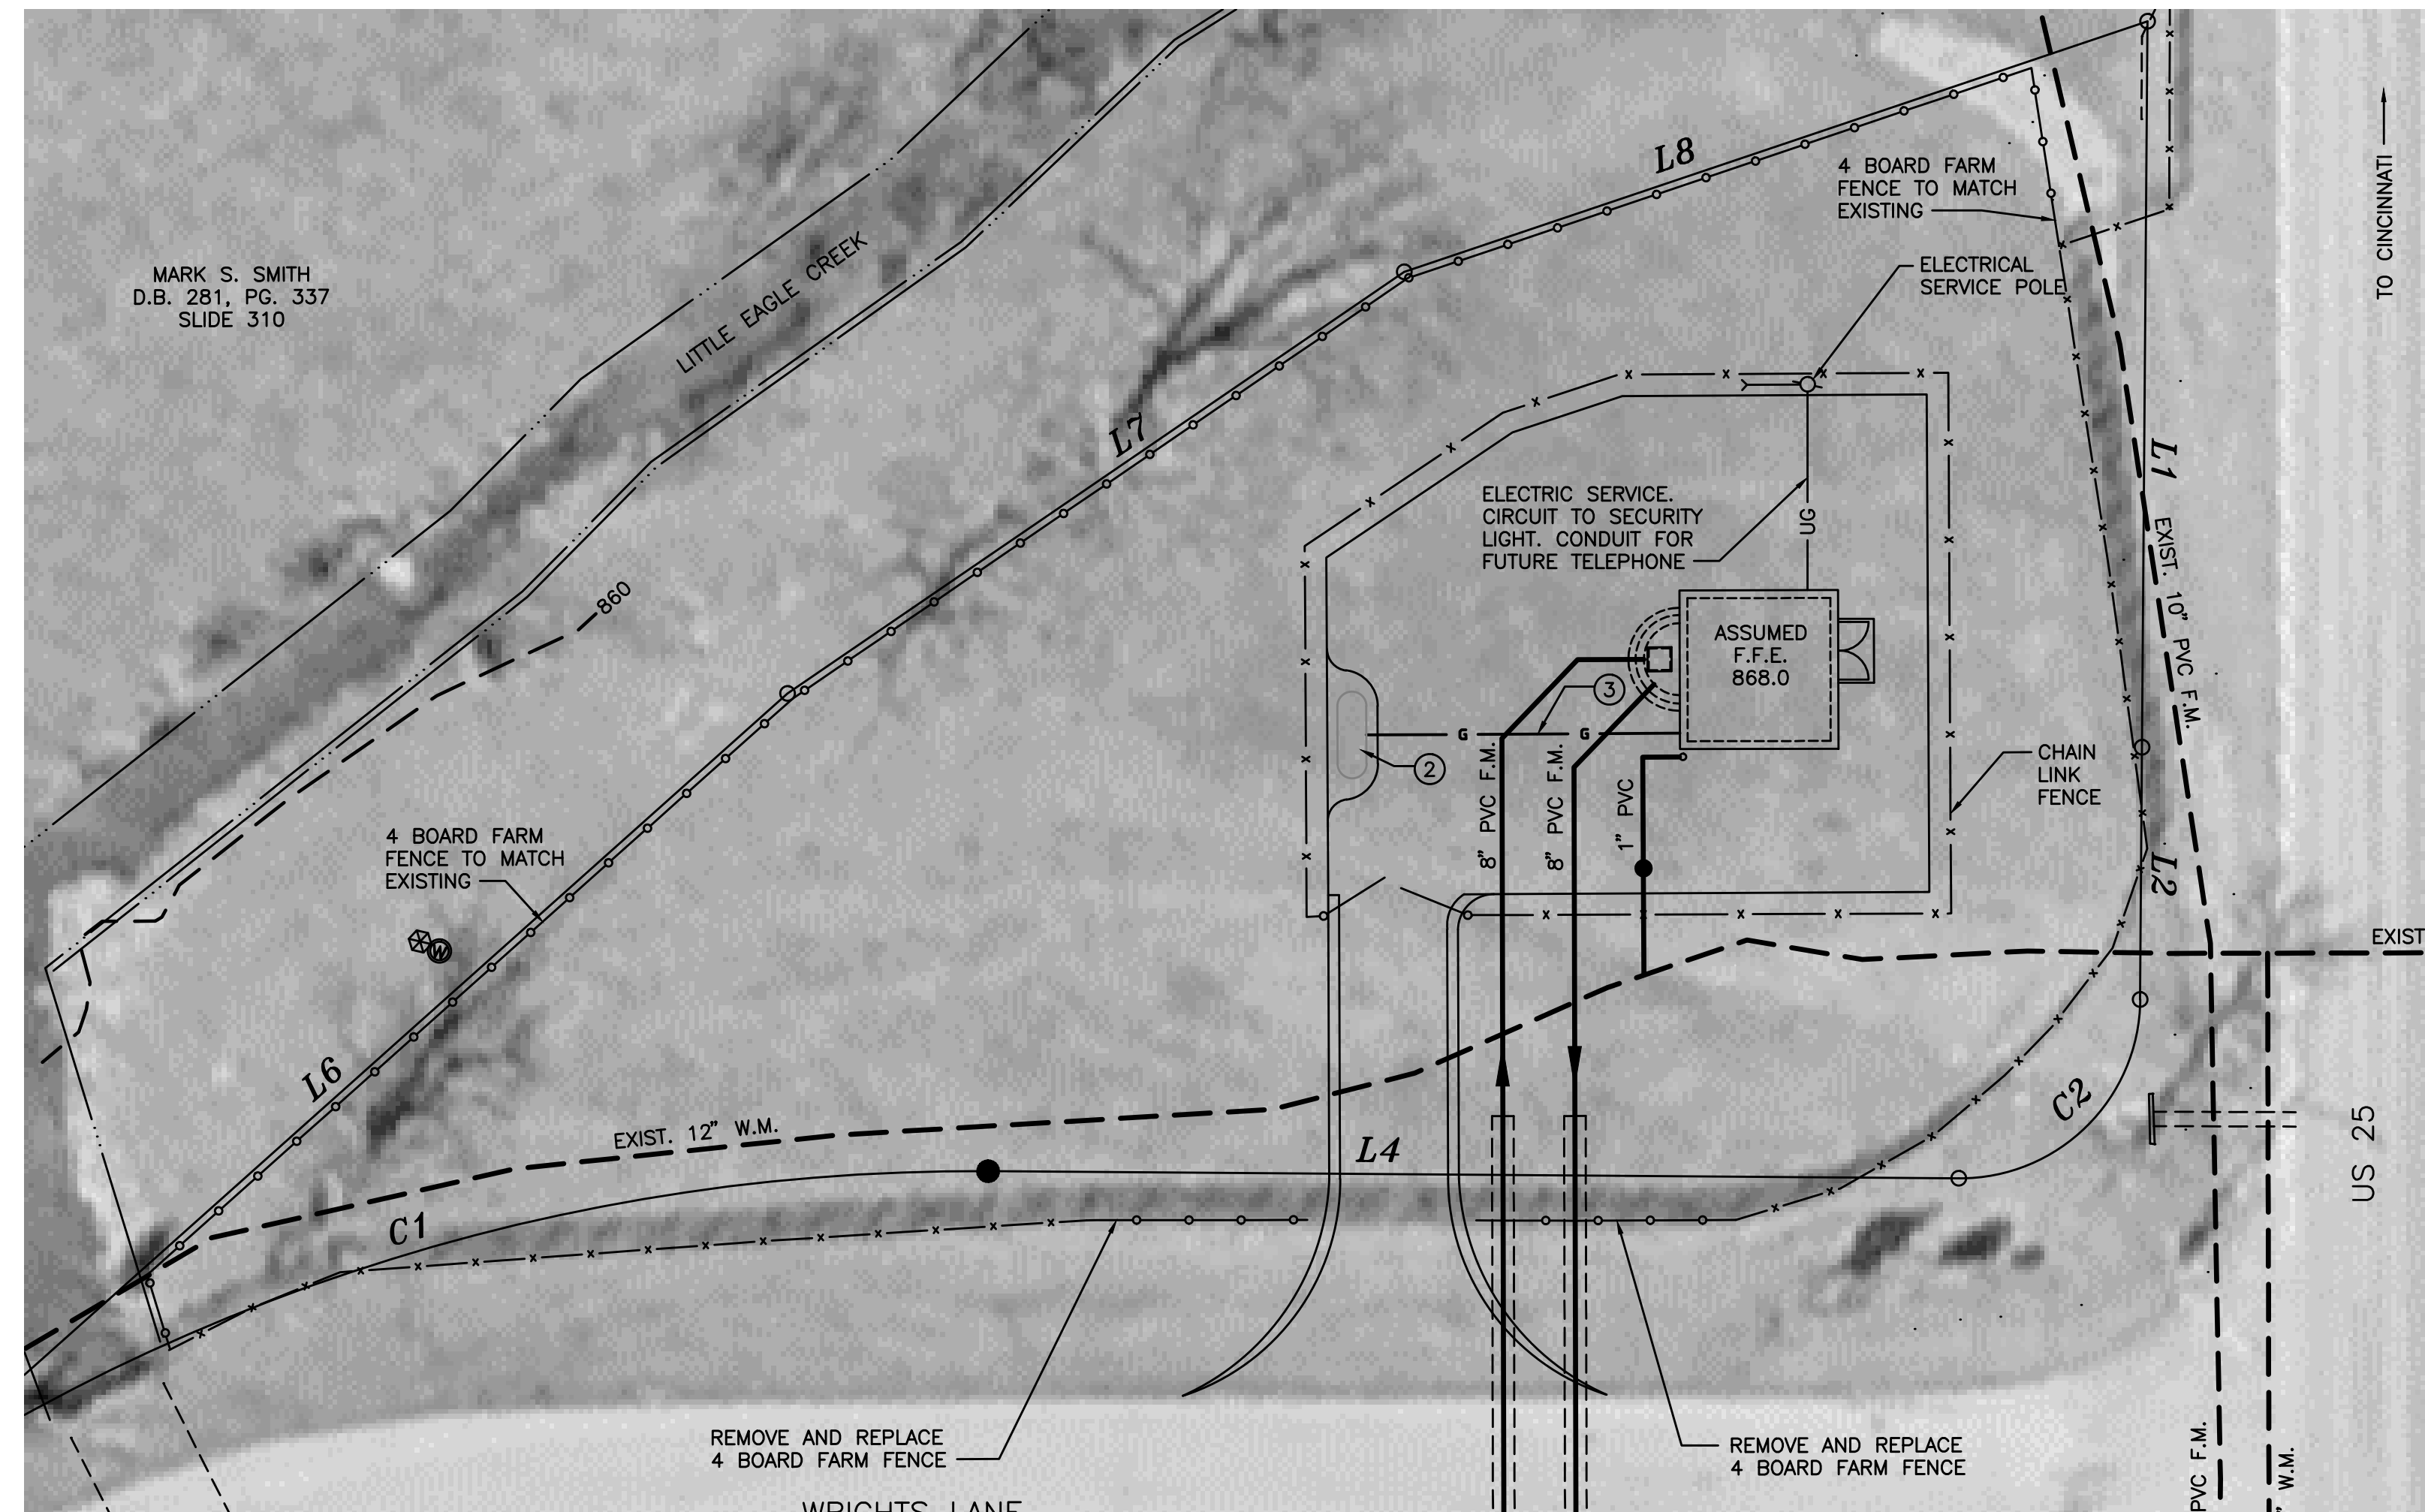 L8
4 BOARD FARM
FENCE TO MATCH
EXISTING
TO CINCINNATI
MARK S. SMITH
D.B. 281, PG. 337
SLIDE 310
LITTLE EAGLE CREEK
ELECTRICAL
SERVICE POLE
L7
L1
ELECTRIC SERVICE.
CIRCUIT TO SECURITY
LIGHT. CONDUIT FOR
FUTURE TELEPHONE
UG
EXIST. 10" PVC F.M.
860
ASSUMED
F.F.E.
868.0
3
G
G
2
8" PVC F.M.
8" PVC F.M.
1" PVC
CHAIN
LINK
FENCE
4 BOARD FARM
FENCE TO MATCH
EXISTING
L2
W
EXIST
L6
EXIST. 12" W.M.
L4
C2
US 25
C1
REMOVE AND REPLACE
4 BOARD FARM FENCE
REMOVE AND REPLACE
4 BOARD FARM FENCE
PVC F.M.
" W.M.
WRIGHTS LANE